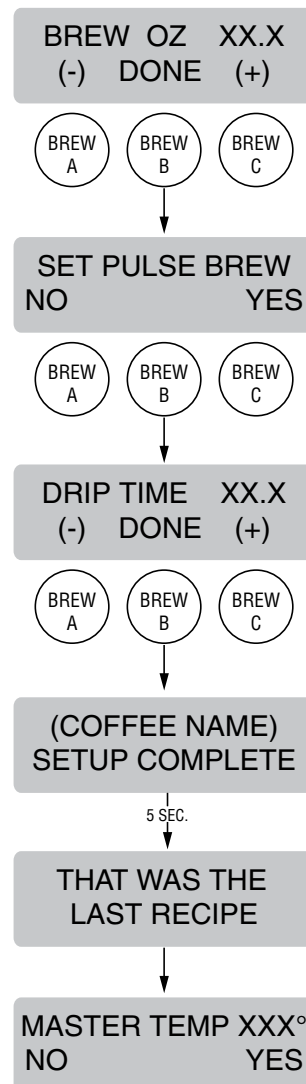 BREW OZ XX.X
(-) DONE (+)
BREW A
BREW B
BREW C
SET PULSE BREW
NO YES
BREW A
BREW B
BREW C
DRIP TIME XX.X
(-) DONE (+)
BREW A
BREW B
BREW C
(COFFEE NAME)
SETUP COMPLETE
5 SEC.
THAT WAS THE
LAST RECIPE
MASTER TEMP XXX°
NO YES